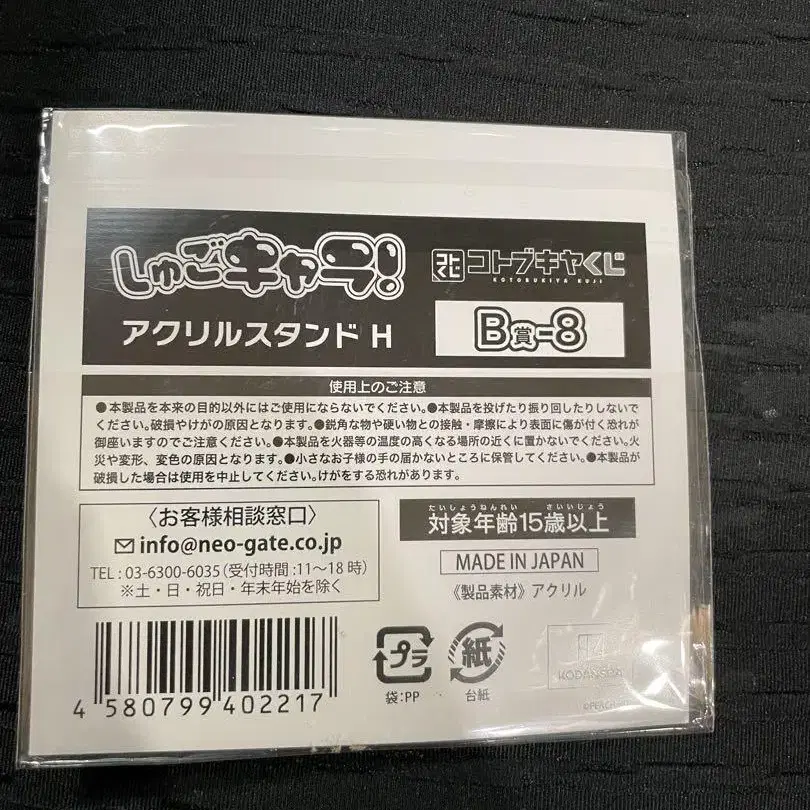 しゅごキャラ!
アクリルスタンド H
コトくじ
コトブキヤくじ
KOTOBUKIYA KUJI
B賞-8
使用上のご注意
●本製品を本来の目的以外にはご使用にならないでください。●本製品を投げたり振り回したりしないで
ください。破損やけがの原因となります。●鋭角な物や硬い物との接触・摩擦により表面に傷が付く恐れが
御座いますのでご注意ください。●本製品を火器等の温度の高くなる場所の近くに置かないでください。火
災や変形、変色の原因となります。●小さなお子様の手の届かないところに保管してください。●本製品が
破損した場合は使用を中止してください。けがをする恐れがあります。
〈お客様相談窓口〉
info@neo-gate.co.jp
TEL : 03-6300-6035（受付時間：11〜18時）
※土・日・祝日・年末年始を除く
たいしょうねんれい さいいじょう
対象年齢15歳以上
MADE IN JAPAN
《製品素材》アクリル
4 580799 402217
プラ
袋：PP
紙
台紙
KODANSHA
©PEACH